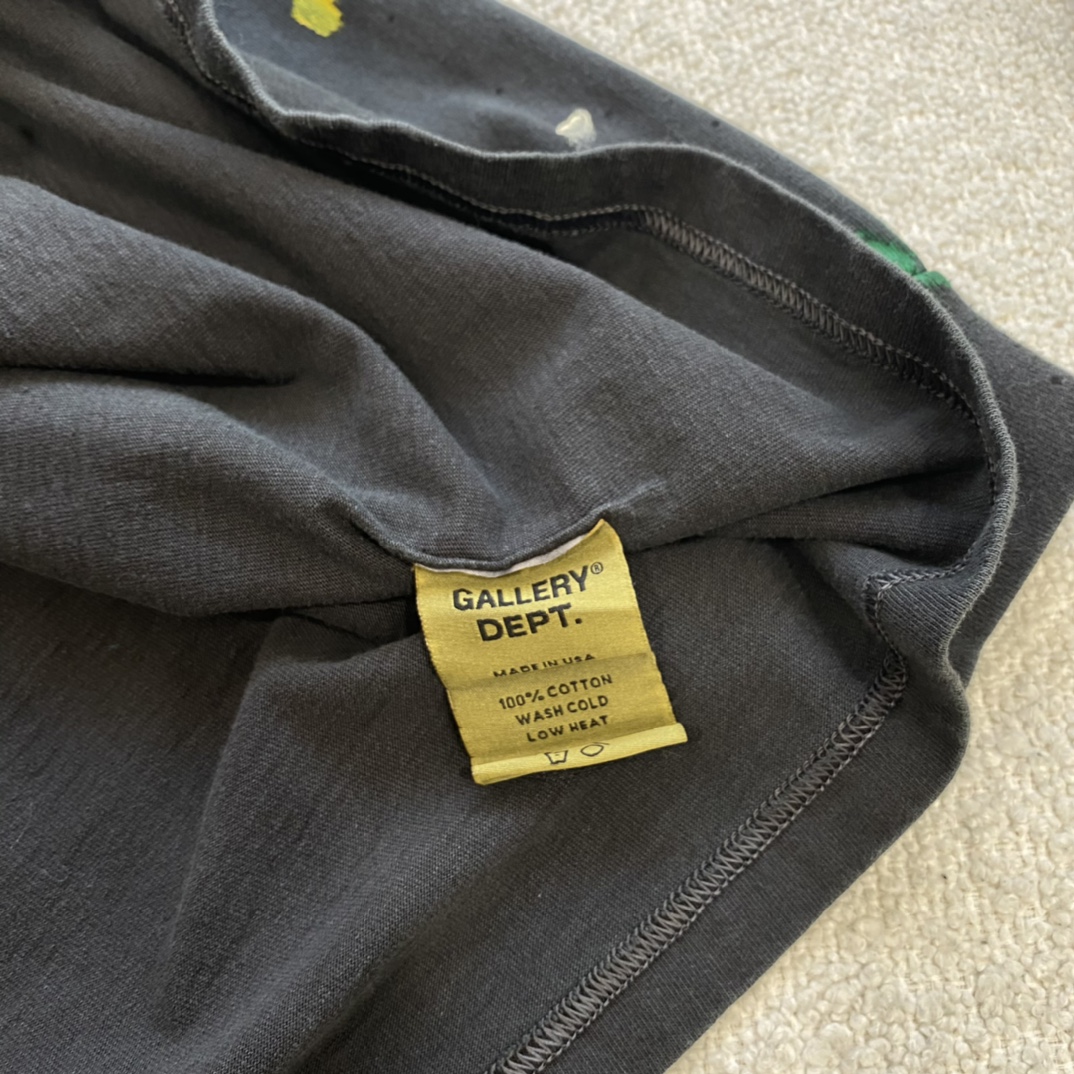 GALLERY®
DEPT.
MADE IN USA
100% COTTON
WASH COLD
LOW HEAT